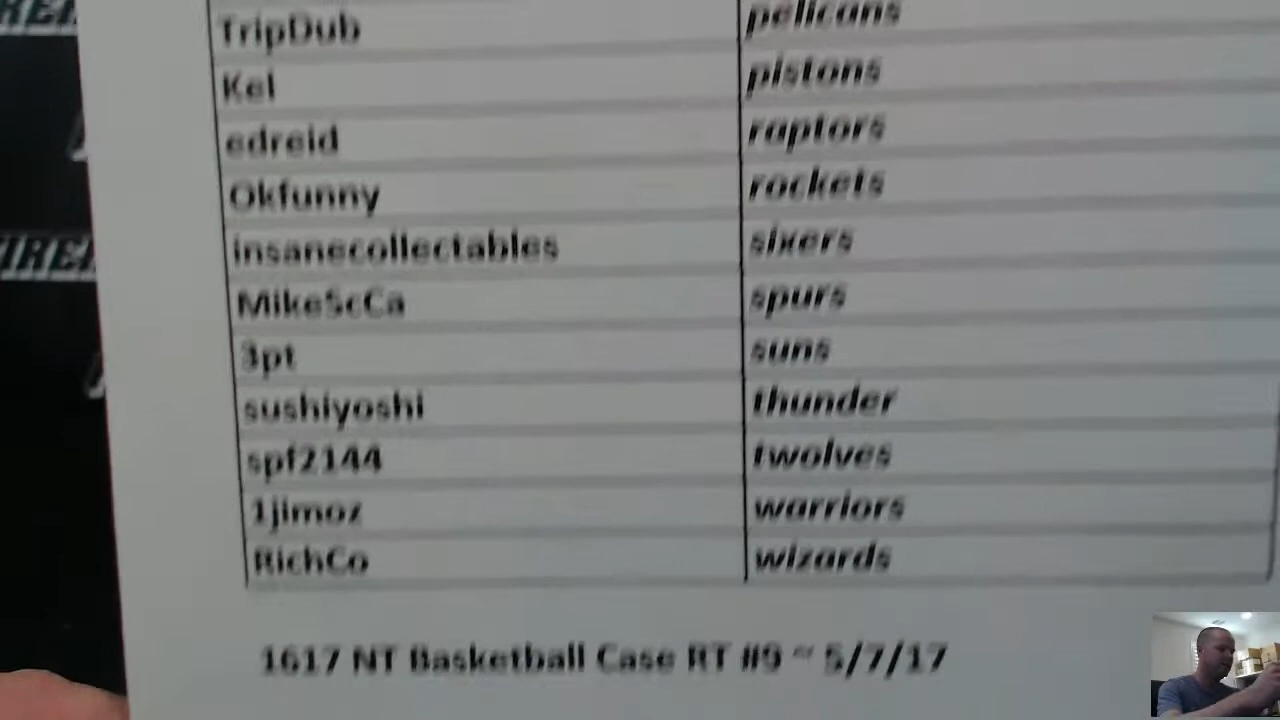 TripDub pelicans
Kel pistons
edreid raptors
Okfunny rockets
insanecollectables sixers
MikeScCa spurs
3pt suns
sushiyoshi thunder
spf2144 twolves
1jimoz warriors
RichCo wizards
1617 NT Basketball Case RT #9 ~ 5/7/17